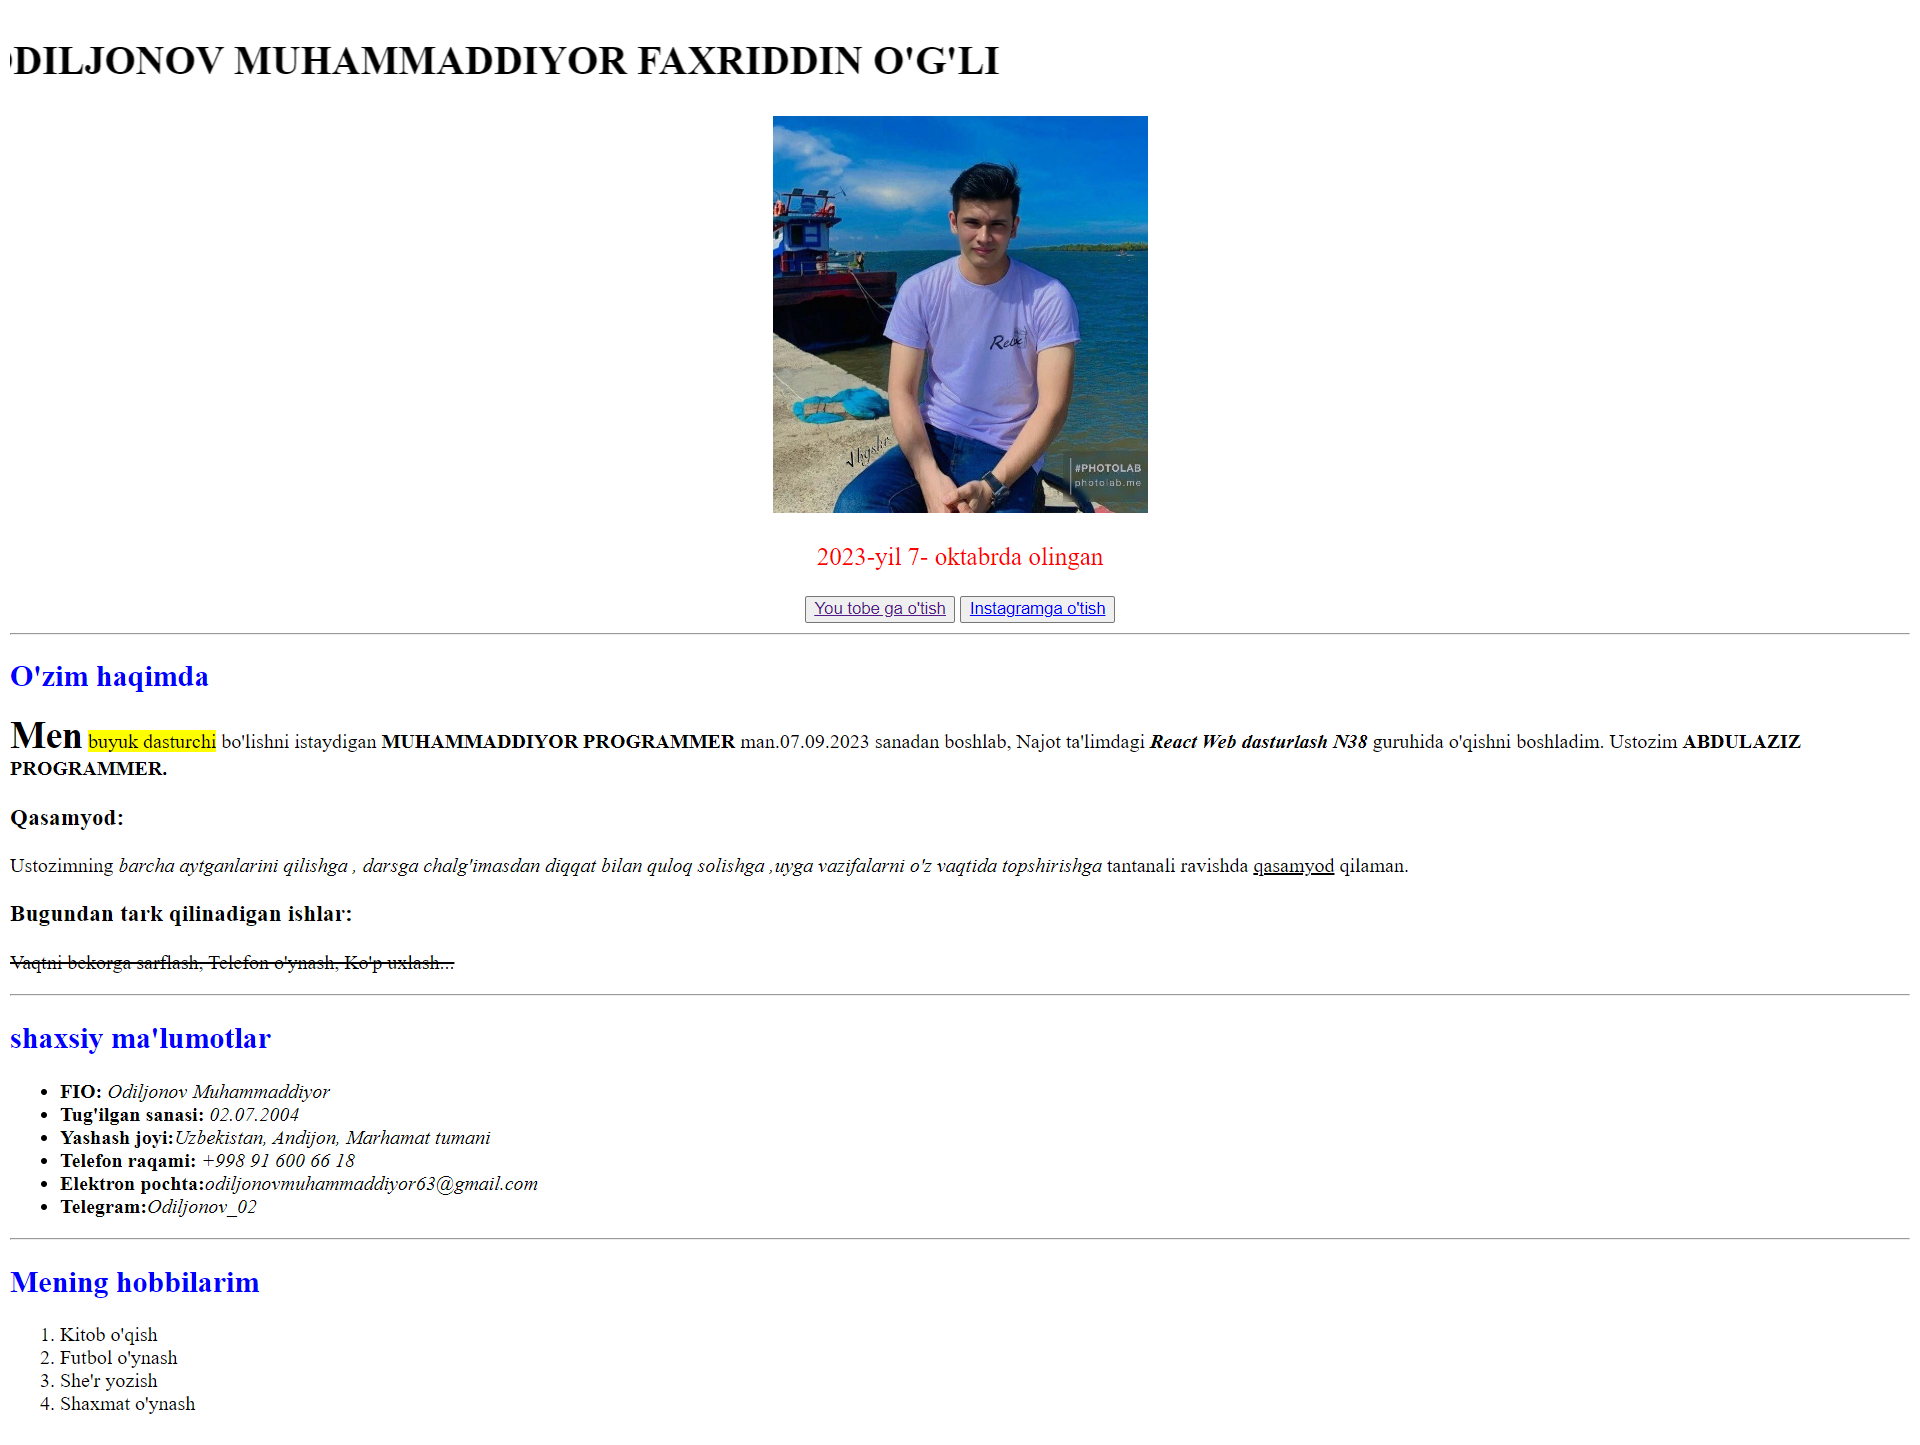 ODILJONOV MUHAMMADDIYOR FAXRIDDIN O'G'LI
Relax
#PHOTOLAB
photolab.me
2023-yil 7- oktabrda olingan
You tobe ga o'tish Instagramga o'tish
O'zim haqimda
Men buyuk dasturchi bo'lishni istaydigan MUHAMMADDIYOR PROGRAMMER man.07.09.2023 sanadan boshlab, Najot ta'limdagi React Web dasturlash N38 guruhida o'qishni boshladim. Ustozim ABDULAZIZ
PROGRAMMER.
Qasamyod:
Ustozimning barcha aytganlarini qilishga , darsga chalg'imasdan diqqat bilan quloq solishga ,uyga vazifalarni o'z vaqtida topshirishga tantanali ravishda qasamyod qilaman.
Bugundan tark qilinadigan ishlar:
Vaqtni bekorga sarflash, Telefon o'ynash, Ko'p uxlash...
shaxsiy ma'lumotlar
• FIO: Odiljonov Muhammaddiyor
• Tug'ilgan sanasi: 02.07.2004
• Yashash joyi:Uzbekistan, Andijon, Marhamat tumani
• Telefon raqami: +998 91 600 66 18
• Elektron pochta:odiljonovmuhammaddiyor63@gmail.com
• Telegram:Odiljonov_02
Mening hobbilarim
1. Kitob o'qish
2. Futbol o'ynash
3. She'r yozish
4. Shaxmat o'ynash